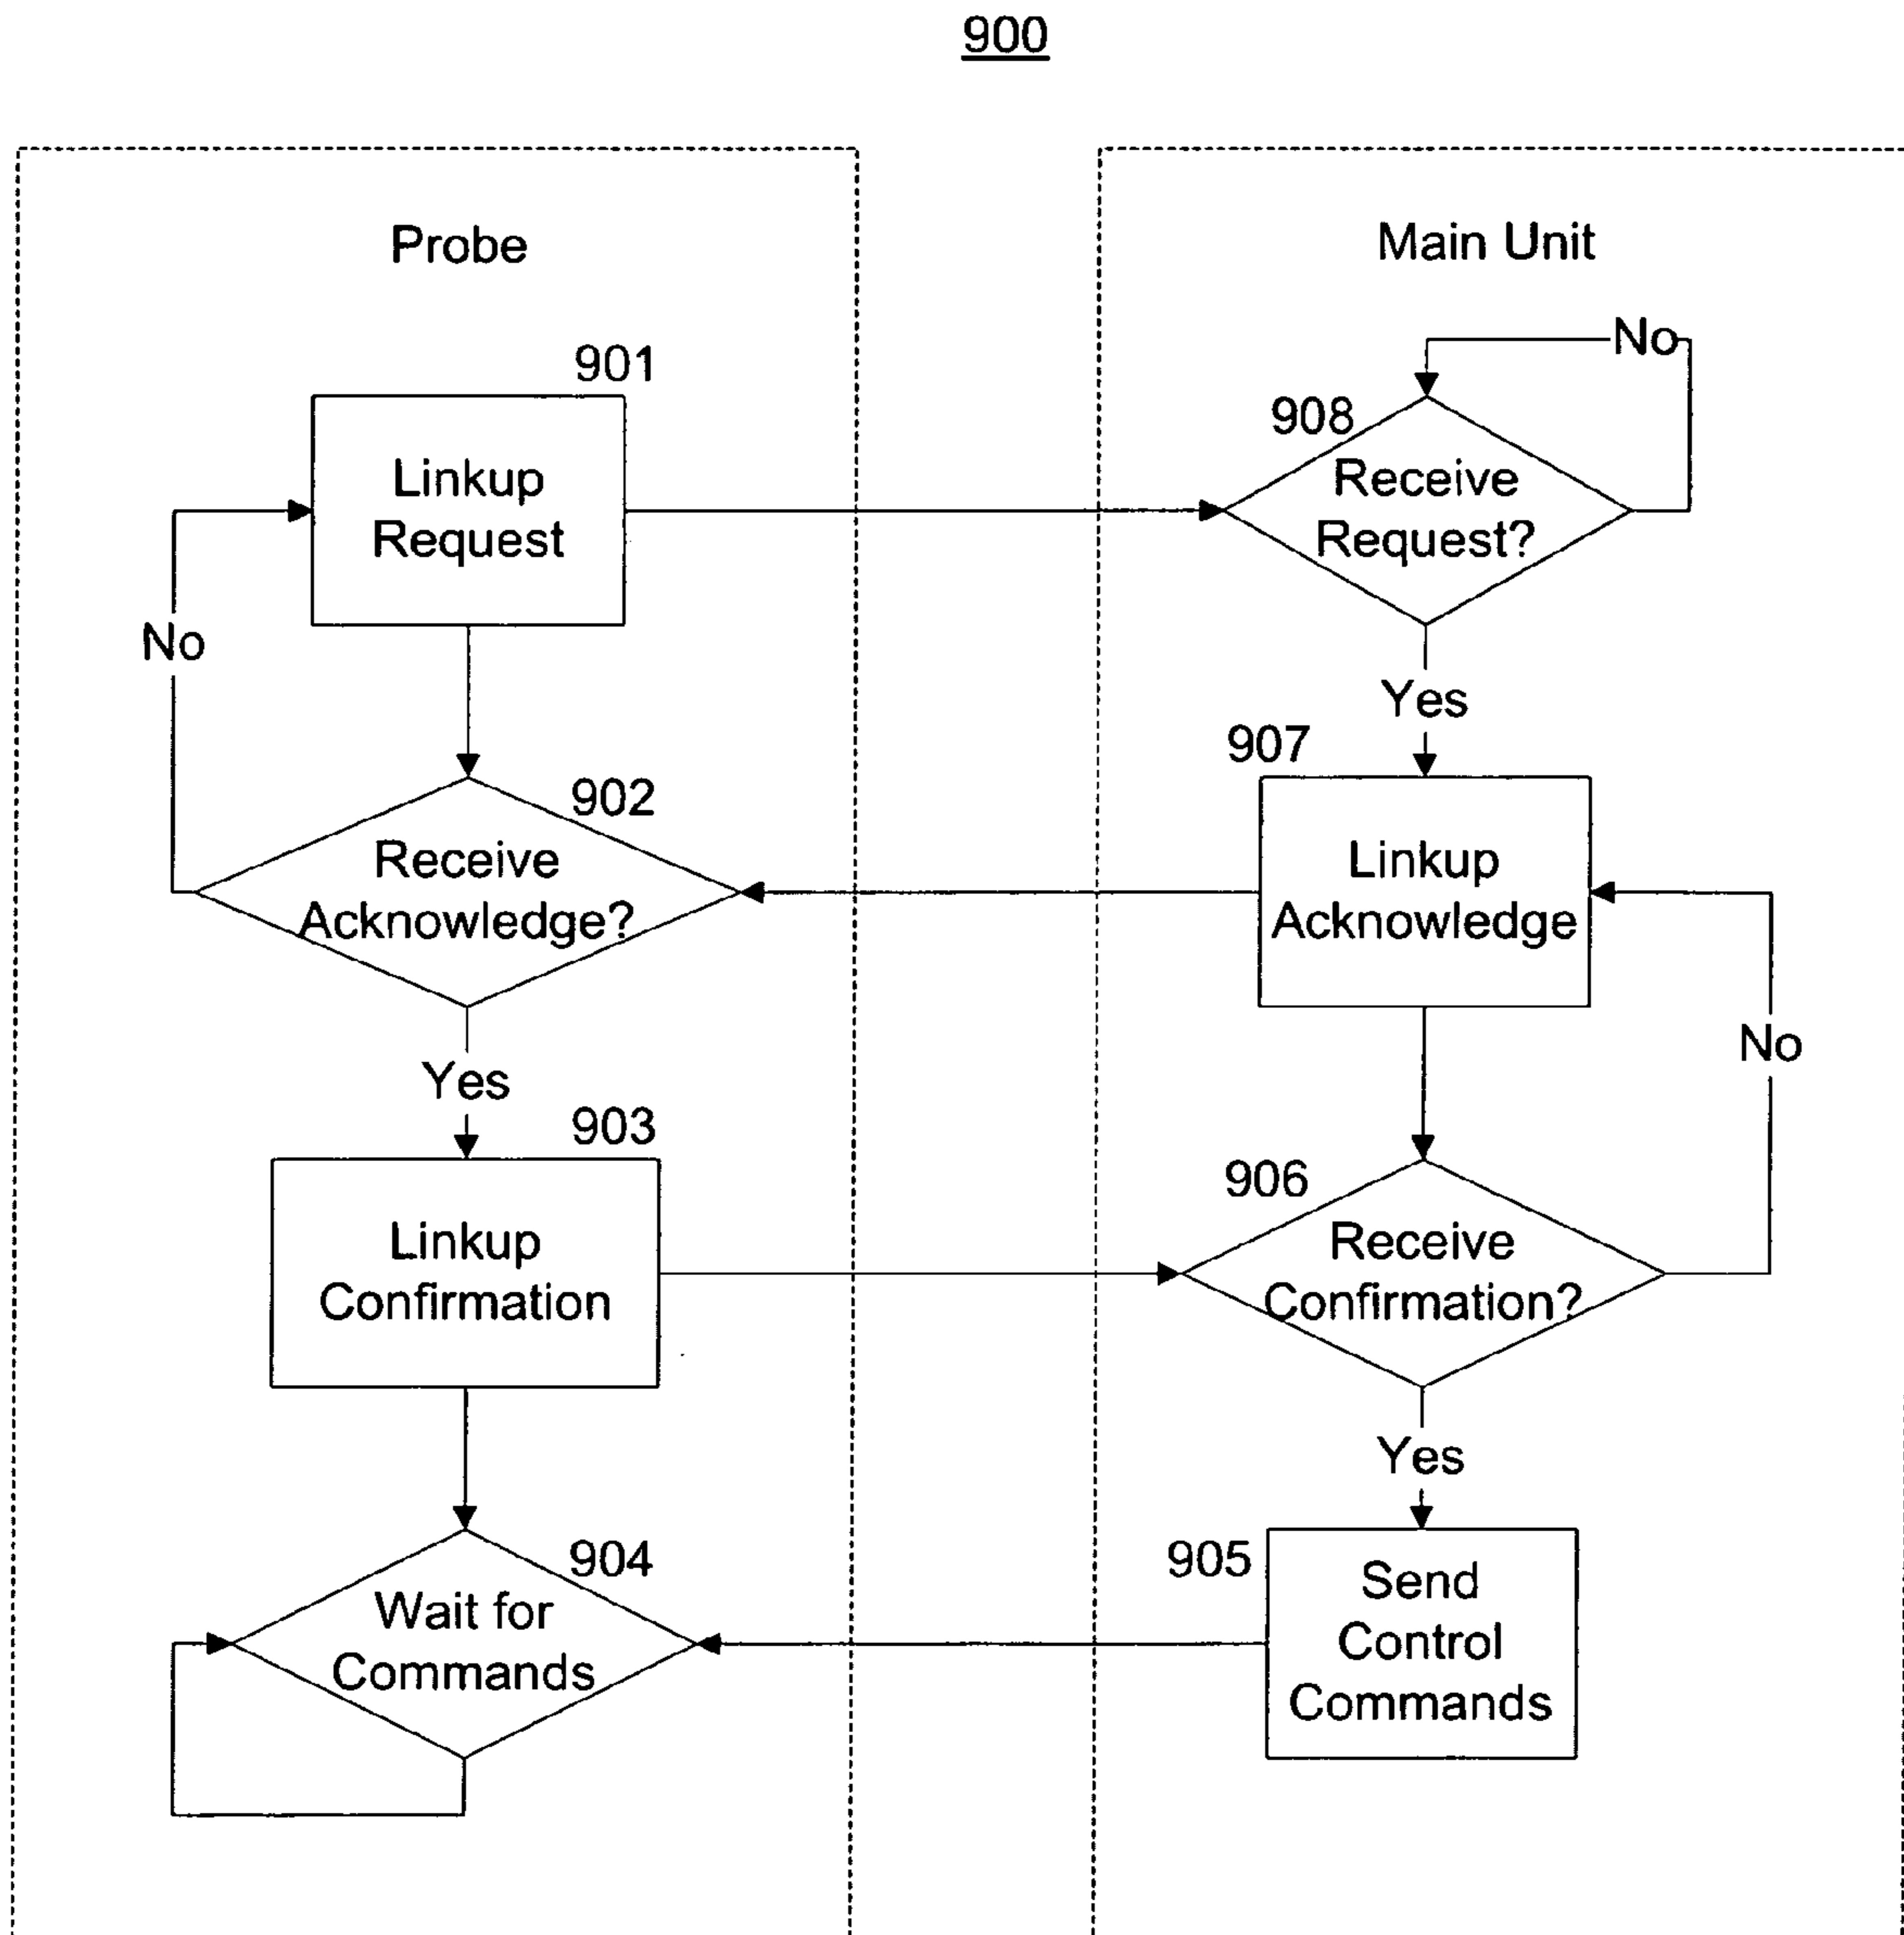 900
Probe
901
Linkup
Request
No
902
Receive
Acknowledge?
Yes
903
Linkup
Confirmation
904
Wait for
Commands
Main Unit
No
908
Receive
Request?
Yes
907
Linkup
Acknowledge
No
906
Receive
Confirmation?
Yes
905
Send
Control
Commands